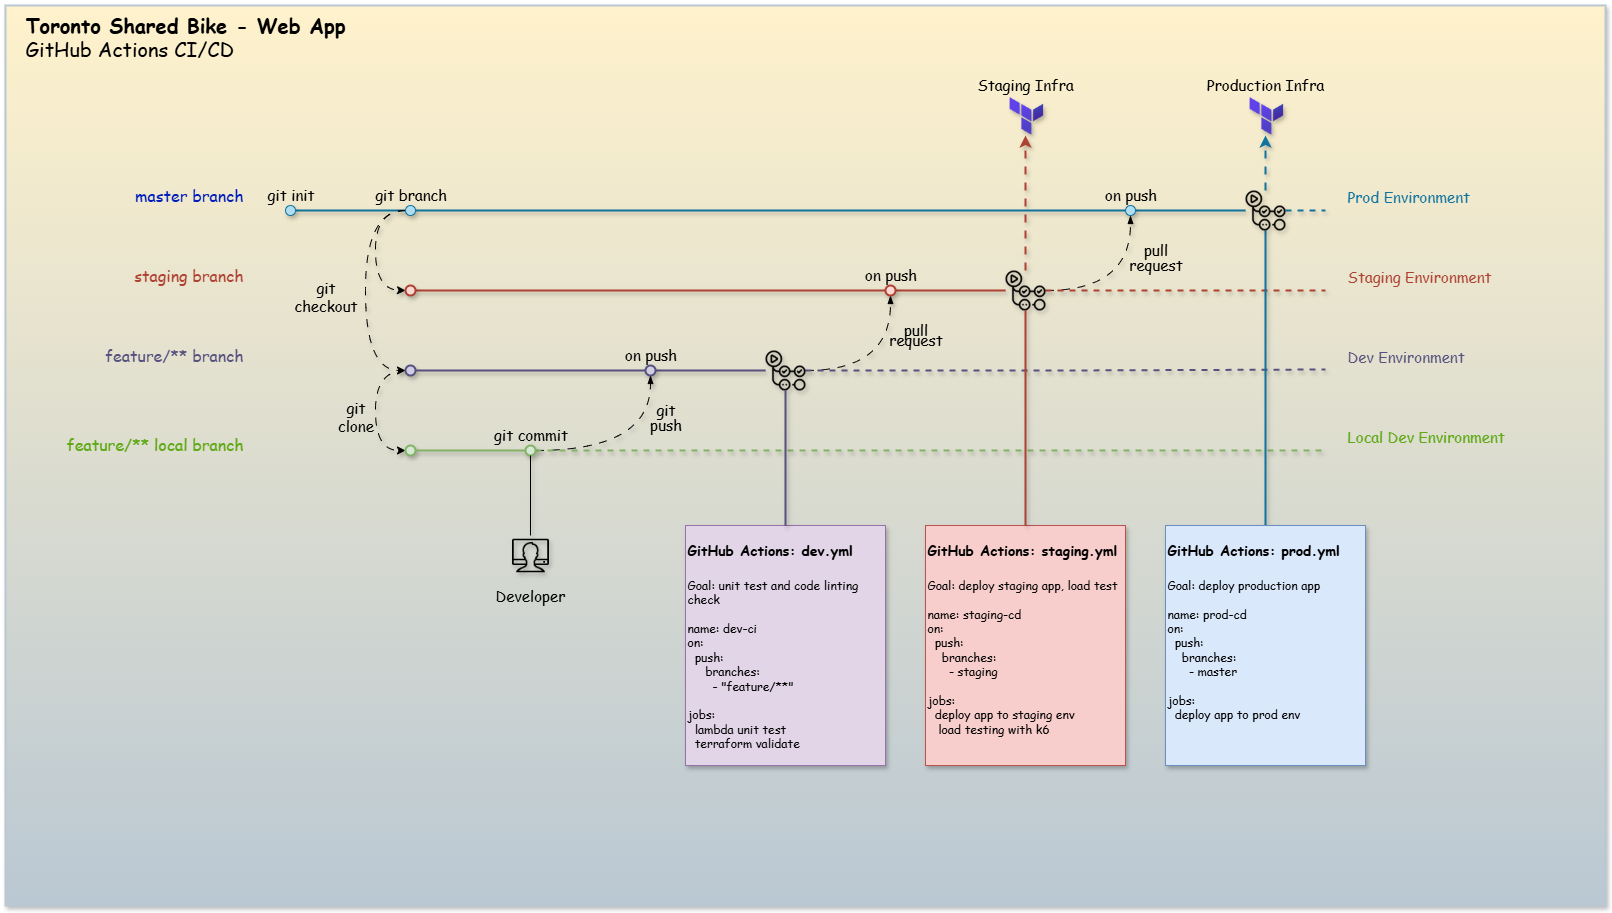 Toronto Shared Bike - Web App
GitHub Actions CI/CD
Staging Infra
Production Infra
master branch
git init
git branch
on push
Prod Environment
pull
request
staging branch
git
checkout
on push
Staging Environment
pull
request
feature/** branch
on push
Dev Environment
git
clone
git
push
feature/** local branch
git commit
Local Dev Environment
Developer
GitHub Actions: dev.yml
Goal: unit test and code linting
check
name: dev-ci
on:
push:
branches:
- "feature/**"
jobs:
lambda unit test
terraform validate
GitHub Actions: staging.yml
Goal: deploy staging app, load test
name: staging-cd
on:
push:
branches:
- staging
jobs:
deploy app to staging env
load testing with k6
GitHub Actions: prod.yml
Goal: deploy production app
name: prod-cd
on:
push:
branches:
- master
jobs:
deploy app to prod env